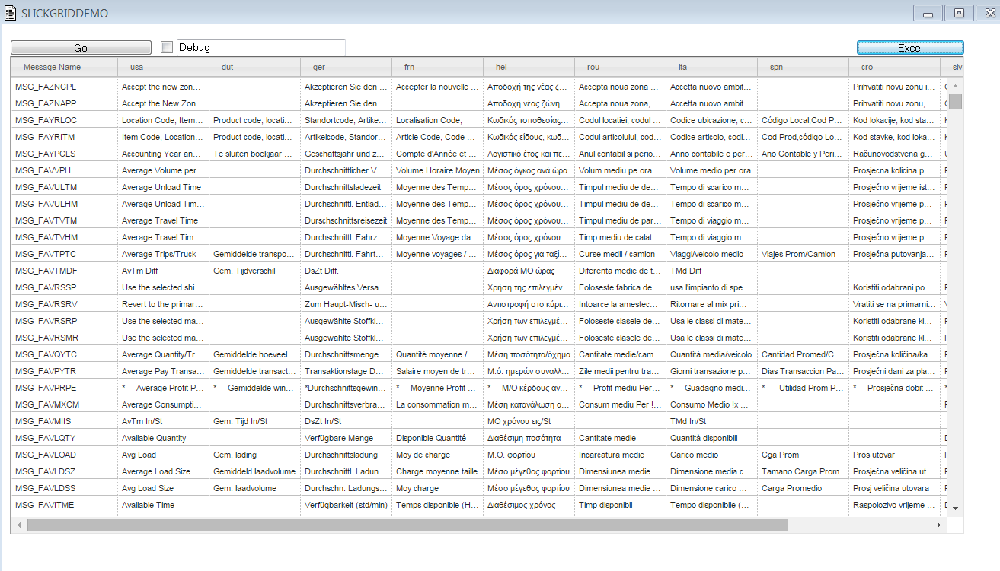 SLICKGRIDDEMO
Go Debug Excel
Message Name usa dut ger frn hel rou ita spn cro slv
MSG_FAZNCPL Accept the new zon... Akzeptieren Sie den ... Accepter la nouvelle ... Αποδοχή της νέας ζ... Accepta noua zona ... Accetta nuovo ambit... Prihvatiti novu zonu i...
MSG_FAZNAPP Accept the New Zon... Akzeptieren Sie den ... Αποδοχή νέας ζώνη... Accepta noua zona, ... Accetta nuovo ambit... Prihvatiti novu zonu, ...
MSG_FAYRLOC Location Code, Item... Product code, locati... Standortcode, Artike... Localisation Code, Κωδικός τοποθεσίας... Codul locatiei, codul ... Codice ubicazione, c... Código Local,Cod P... Kod lokacije, kod sta...
MSG_FAYRITM Item Code, Location... Product code, locati... Artikelcode, Standor... Article Code, Code ... Κωδικός είδους, κωδ... Codul articolului, cod... Codice articolo, codi... Cod Prod,código Lo... Kod stavke, kod loka...
MSG_FAYPCLS Accounting Year an... Te sluiten boekjaar ... Geschäftsjahr und z... Compte d'Année et ... Λογιστικό έτος και πε... Anul contabil si perio... Anno contabile e per... Ano Contable y Peri... Računovodstvena g...
MSG_FAVVPH Average Volume per... Durchschnittlicher V... Volume Horaire Moyen Μέσος όγκος ανά ώρα Volum mediu pe ora Volume medio per ora Prosjecna kolicina p...
MSG_FAVULTM Average Unload Time Durchschnittsladezeit Moyenne des Temp... Μέσος όρος χρόνου... Timpul mediu de de... Tempo di scarico m... Prosječno vrijeme ist...
MSG_FAVULHM Average Unload Tim... Durchschnittl. Entlad... Moyenne des Temp... Μέσος όρος χρόνου... Timpul mediu de de... Tempo di scarico m... Prosječno vrijeme p...
MSG_FAVTVTM Average Travel Time Durschschnittsreisezeit Moyenne des Temp... Μέσος όρος χρόνου... Timpul mediu de par... Tempo di viaggio m... Prosječno vrijeme p...
MSG_FAVTVHM Average Travel Tim... Durchschnittl. Fahrz... Moyenne Voyage da... Μέσος όρος χρόνου... Timp mediu de calat... Tempo di viaggio m... Prosječno vrijeme p...
MSG_FAVTPTC Average Trips/Truck Gemiddelde transpo... Durchschnittl. Fahrt... Moyenne voyages / ... Μέσος όρος για ταξί... Curse medii / camion Viaggi/veicolo medio Viajes Prom/Camion Prosječna putovanja...
MSG_FAVTMDF AvTm Diff Gem. Tijdverschil DsZt Diff. Διαφορά ΜΟ ώρας Diferenta medie de t... TMd Diff
MSG_FAVRSSP Use the selected shi... Ausgewähltes Versa... Χρήση της επιλεγμέν... Foloseste fabrica de... usa l'impianto di spe... Koristiti odabrani po...
MSG_FAVRSRV Revert to the primar... Zum Haupt-Misch- u... Αντιστροφή στο κύρι... Intoarce la amestec... Ritornare al mix pri... Vratiti se na primarni...
MSG_FAVRSRP Use the selected ma... Ausgewählte Stoffkl... Χρήση των επιλεγμέ... Foloseste clasele de... Usa le classi di mate... Koristiti odabrane kl...
MSG_FAVRSMR Use the selected ma... Ausgewählte Stoffkl... Χρήση των επιλεγμέ... Foloseste clasele de... Usa le classi di mate... Koristiti odabrane kl...
MSG_FAVQYTC Average Quantity/Tr... Gemiddelde hoeveel... Durchschnittsmenge... Quantité moyenne / ... Μέση ποσότητα/όχημα Cantitate medie/cam... Quantità media/veicolo Cantidad Promed/C... Prosječna količina/ka...
MSG_FAVPYTR Average Pay Transa... Gemiddelde transact... Transaktionstage D... Salaire moyen de tr... Μ.ό. ημερών συναλλ... Zile medii pentru tra... Giorni transazione p... Dias Transaccion Pa... Prosječni dani za pla...
MSG_FAVPRPE *--- Average Profit P... *--- Gemiddelde win... *Durchschnittsgewin... *--- Moyenne Profit ... *--- Μ/Ο κέρδους αν... *--- Profit mediu Per... *--- Guadagno medi... *---- Utilidad Prom P... *--- Prosječna dobit ...
MSG_FAVMXCM Average Consumpti... Durchschnittsverbra... La consommation m... Μέση κατανάλωση α... Consum mediu Per !... Consumo Medio !x ...
MSG_FAVMIIS AvTm In/St Gem. Tijd In/St DsZt In/St ΜΟ χρόνου εις/St TMd In/St
MSG_FAVLQTY Available Quantity Verfügbare Menge Disponible Quantité Διαθέσιμη ποσότητα Cantitate medie Quantità disponibili
MSG_FAVLOAD Avg Load Gem. lading Durchschnittsladung Moy de charge Μ.Ο. φορτίου Incarcatura medie Carico medio Cga Prom Pros utovar
MSG_FAVLDSZ Average Load Size Gemiddeld laadvolume Durchschnittl. Ladun... Charge moyenne taille Μέσο μέγεθος φορτίου Dimensiunea medie ... Dimensione media c... Tamano Carga Prom Prosječna veličina ut...
MSG_FAVLDSS Avg Load Size Gem. laadvolume Durchschn. Ladungs... Moy charge Μέσο μέγεθος φορτίου Dimensiunea medie ... Dimensione carico ... Carga Promedio Prosj veličina utovara
MSG_FAVITME Available Time Verfügbarkeit (std/min) Temps disponible (H... Διαθέσιμος χρόνος Timp disponibil Tempo disponibile (... Raspolozivo vrijeme ...